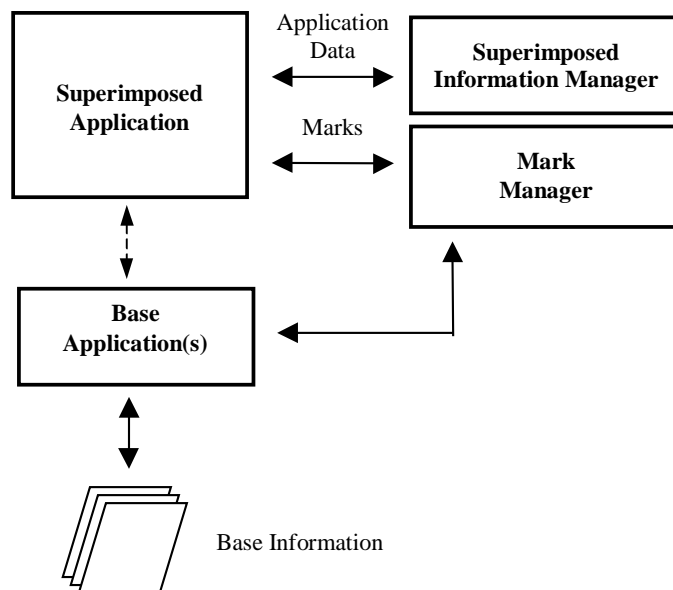 Application
Data
Superimposed
Application
Superimposed
Information Manager
Marks
Mark
Manager
Base
Application(s)
Base Information